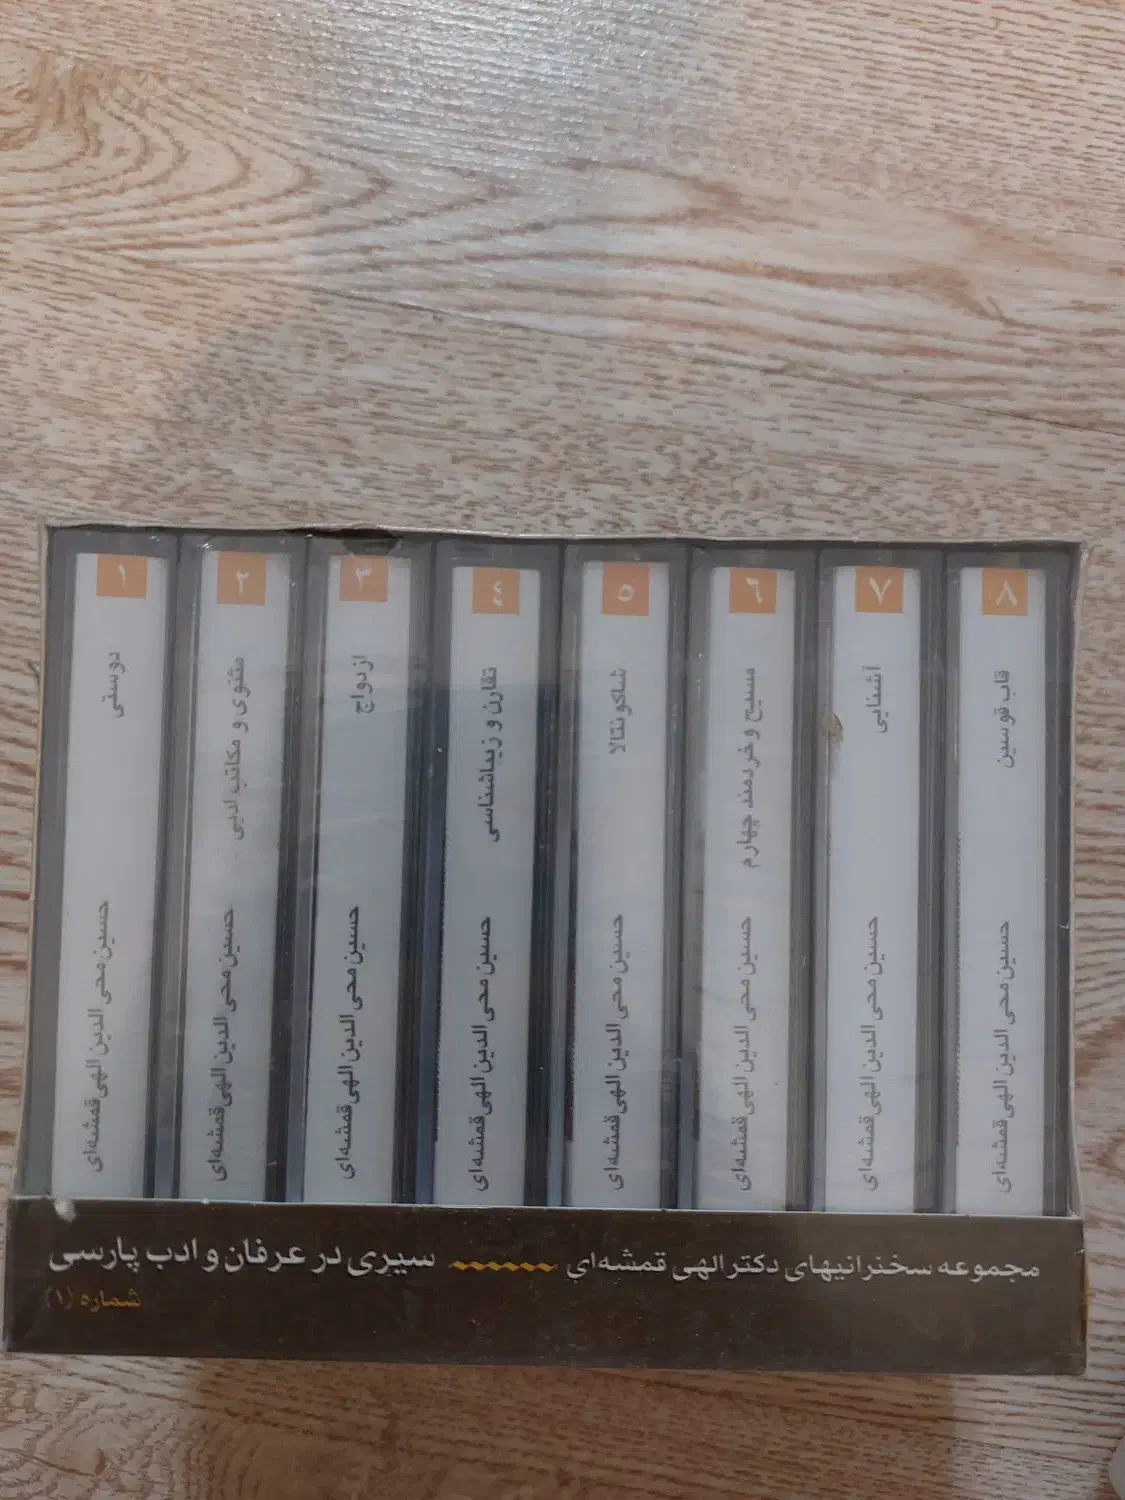 ۱
دوستی
حسین محی الدین الهی قمشه‌ای
۲
مثنوی و مکاتب ادبی
حسین محی الدین الهی قمشه‌ای
۳
ازدواج
حسین محی الدین الهی قمشه‌ای
٤
تقارن و زیباشناسی
حسین محی الدین الهی قمشه‌ای
۵
شاکونتالا
حسین محی الدین الهی قمشه‌ای
٦
مسیح و خردمند چهارم
حسین محی الدین الهی قمشه‌ای
۷
آشنایی
حسین محی الدین الهی قمشه‌ای
۸
قاب قوسین
حسین محی الدین الهی قمشه‌ای
مجموعه سخنرانیهای دکتر الهی قمشه‌ای سیری در عرفان و ادب پارسی
شماره (۱)